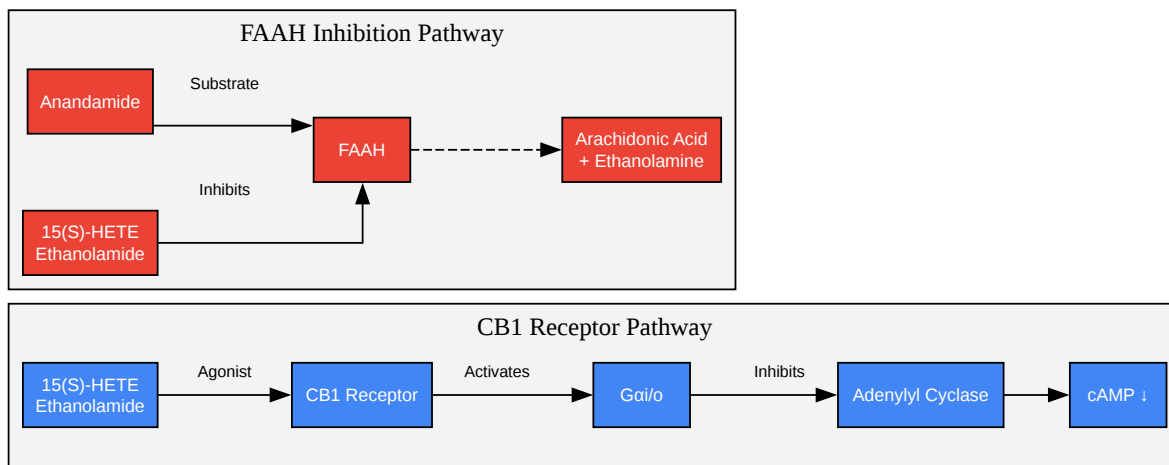 FAAH Inhibition Pathway
Substrate
Anandamide
FAAH
Arachidonic Acid
+ Ethanolamine
Inhibits
15(S)-HETE
Ethanolamide
CB1 Receptor Pathway
15(S)-HETE
Ethanolamide
Agonist
CB1 Receptor
Activates
Gαi/o
Inhibits
Adenylyl Cyclase
cAMP ↓